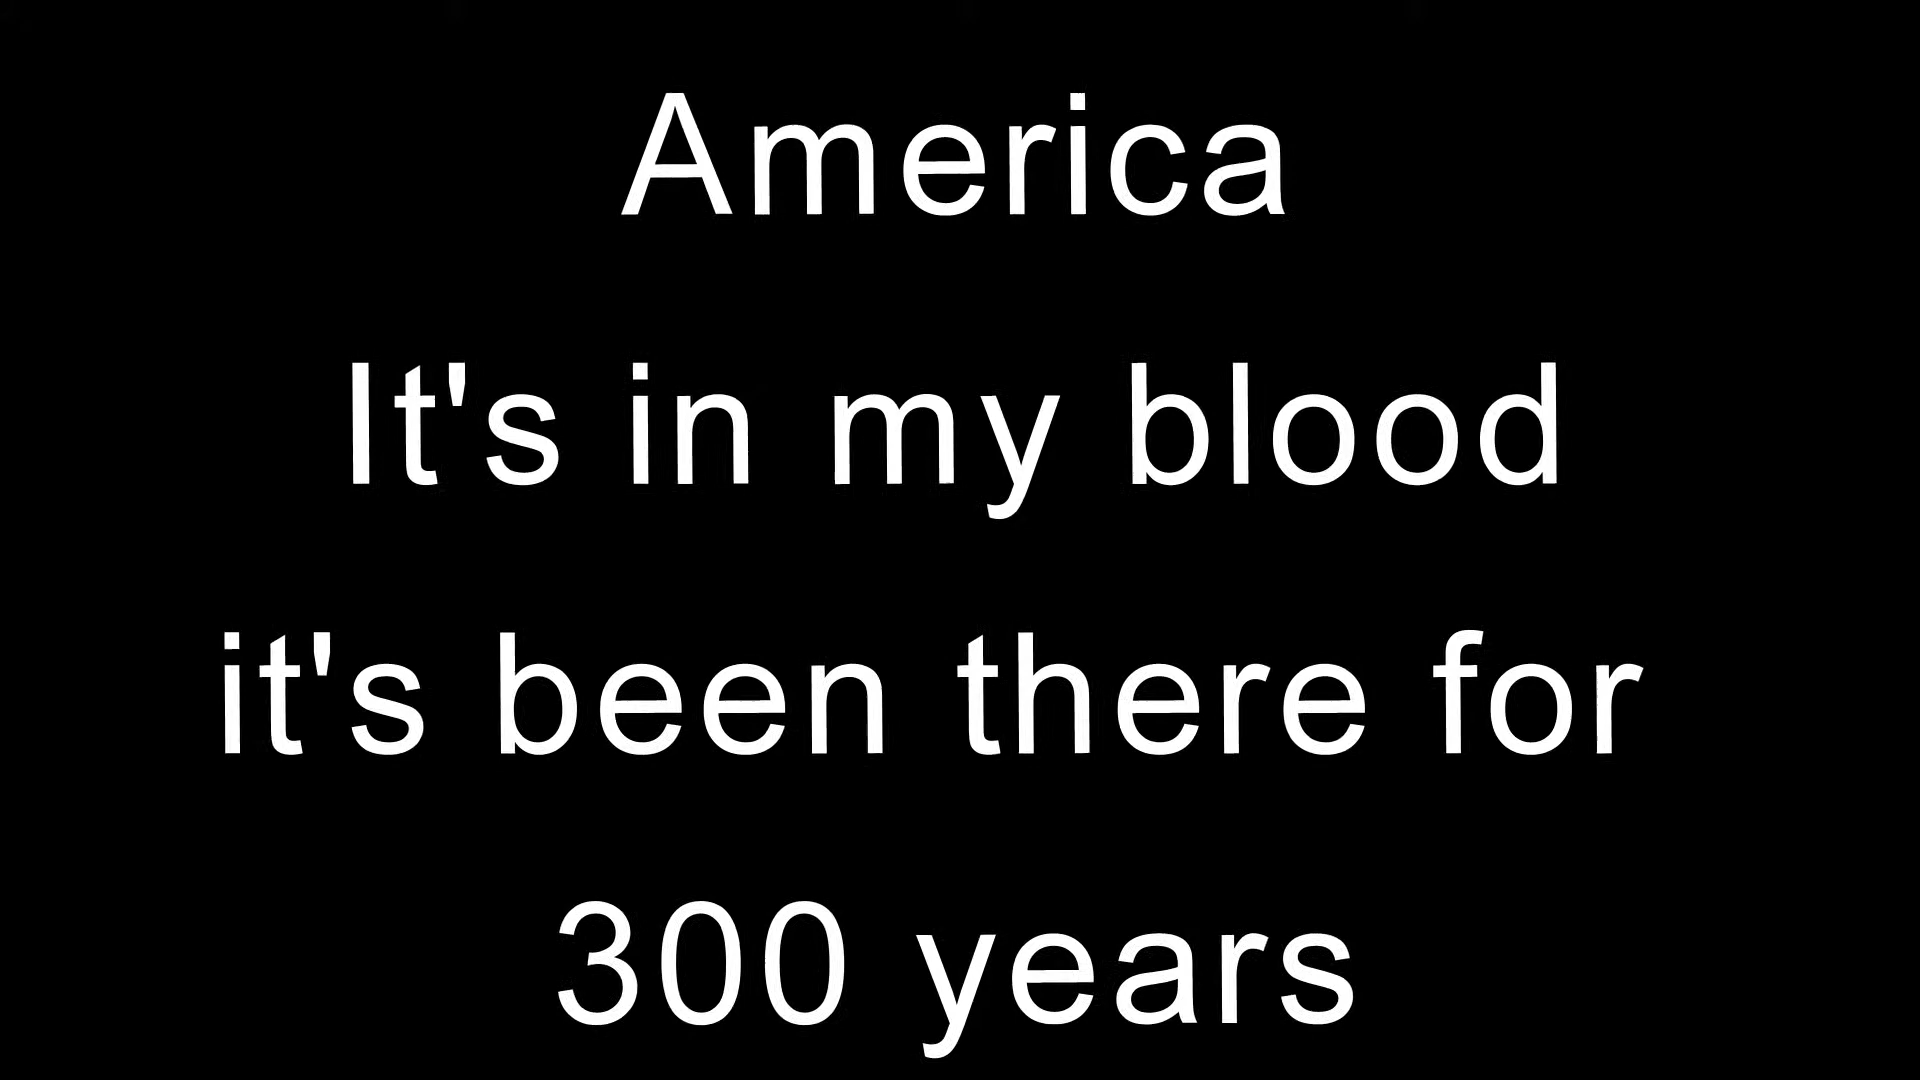 America
It's in my blood
it's been there for
300 years